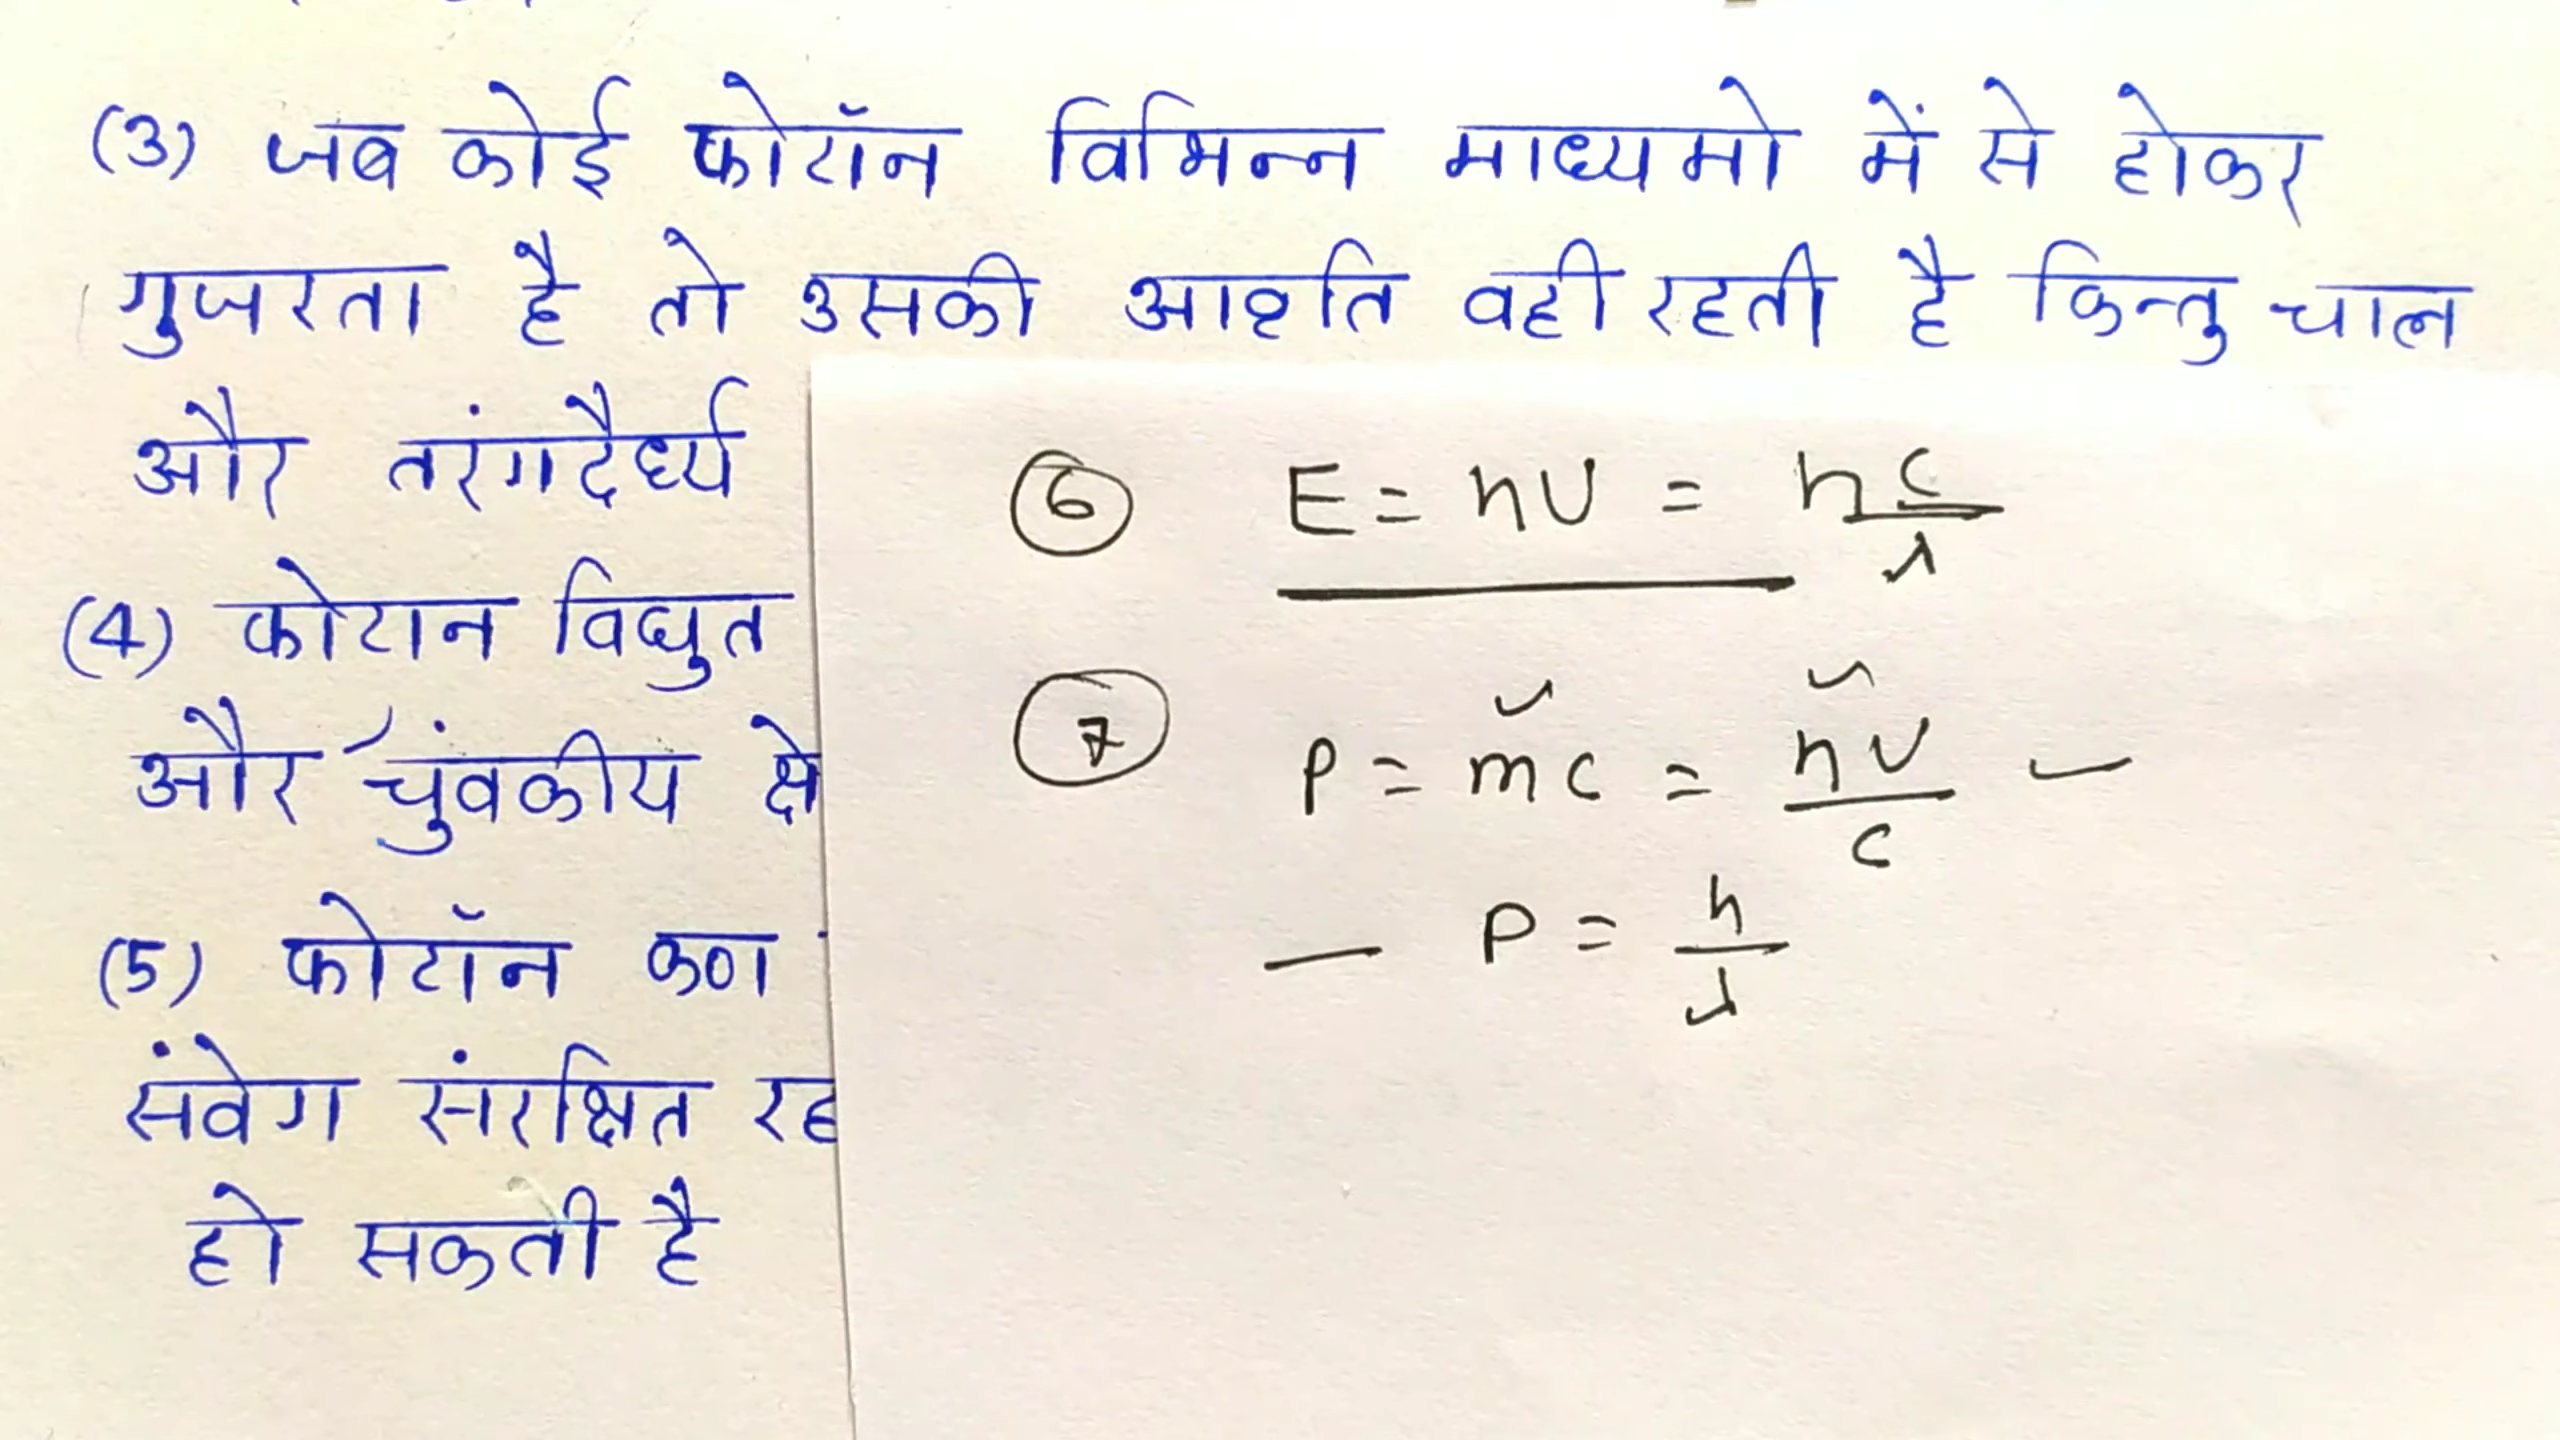 (3) जब कोई फोटॉन विभिन्न माध्यमो में से होकर
गुजरता है तो उसकी आवृति वही रहती है किन्तु चाल
और तरंगदैर्ध्य
(4) फोटान विघुत
और चुंवकीय क्षे
(5) फोटॉन कण
संवेग संरक्षित रह
हो सकती है
6 E = hν = hc/λ
7 P = mc = hν/c
P = h/λ